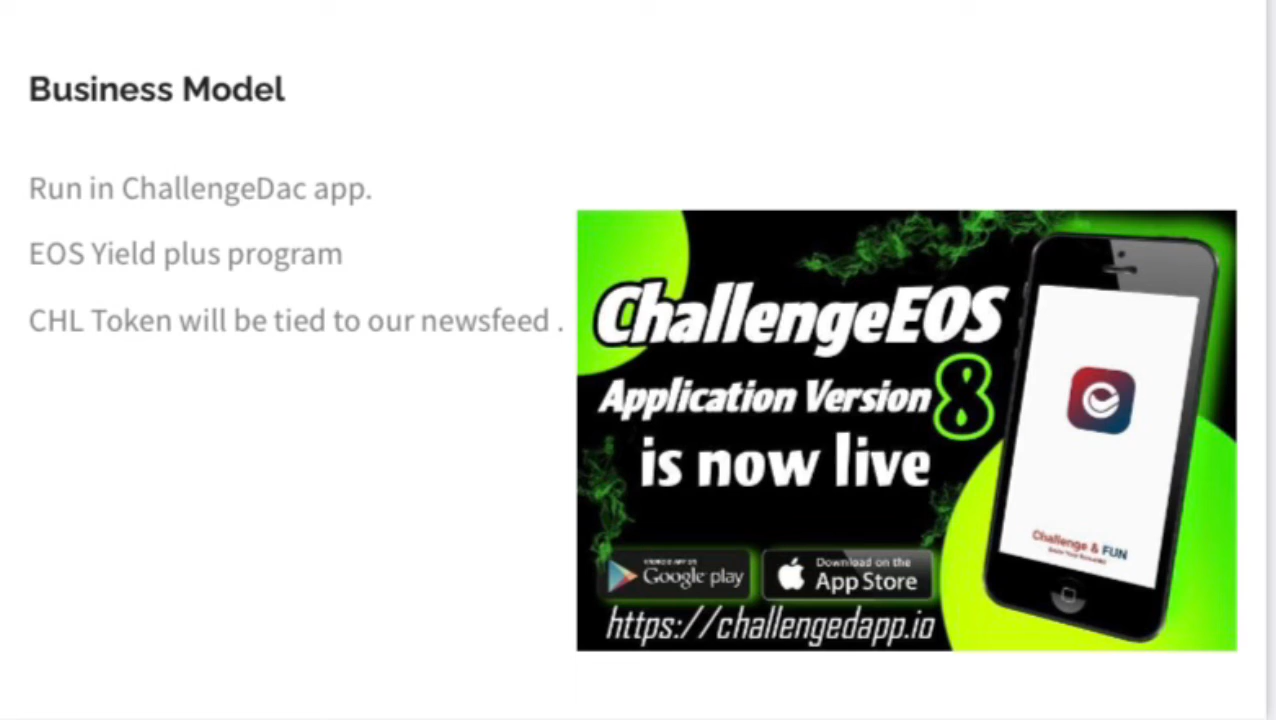 Business Model
Run in ChallengeDac app.
EOS Yield plus program
CHL Token will be tied to our newsfeed .
ChallengeEOS
Application Version 8
is now live
Google play
Download on the
App Store
https://challengedapp.io
Challenge & FUN